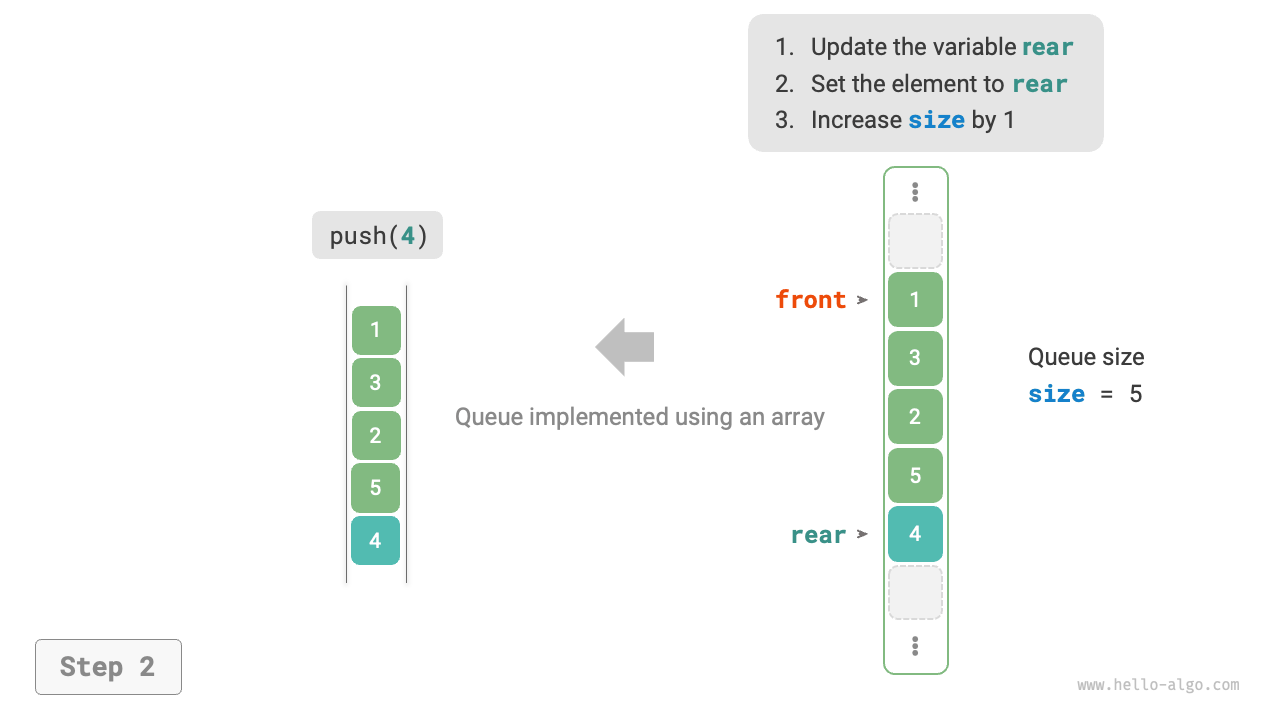 1. Update the variable rear
2. Set the element to rear
3. Increase size by 1
push(4)
1
3
2
5
4
Queue implemented using an array
front
1
3
2
5
rear
4
Queue size
size = 5
Step 2
www.hello-algo.com